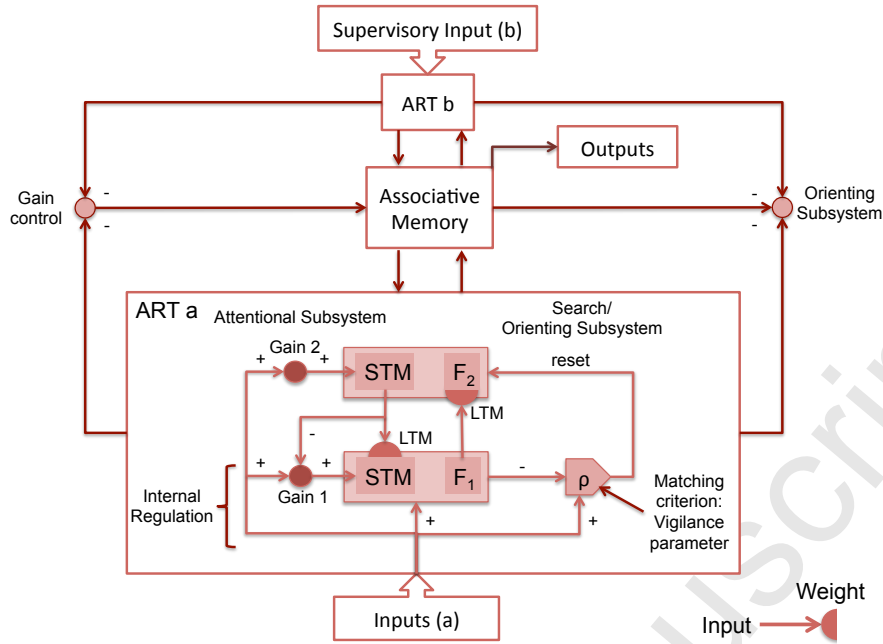 Supervisory Input (b)
ART b
Outputs
Gain
control
-
-
Associative
Memory
-
-
Orienting
Subsystem
ART a
Attentional Subsystem
Search/
Orienting Subsystem
Gain 2
+
+
STM
F2
reset
LTM
-
LTM
+
+
Gain 1
STM
F1
-
ρ
Internal
Regulation
+
+
Matching
criterion:
Vigilance
parameter
Inputs (a)
Weight
Input
uscrip